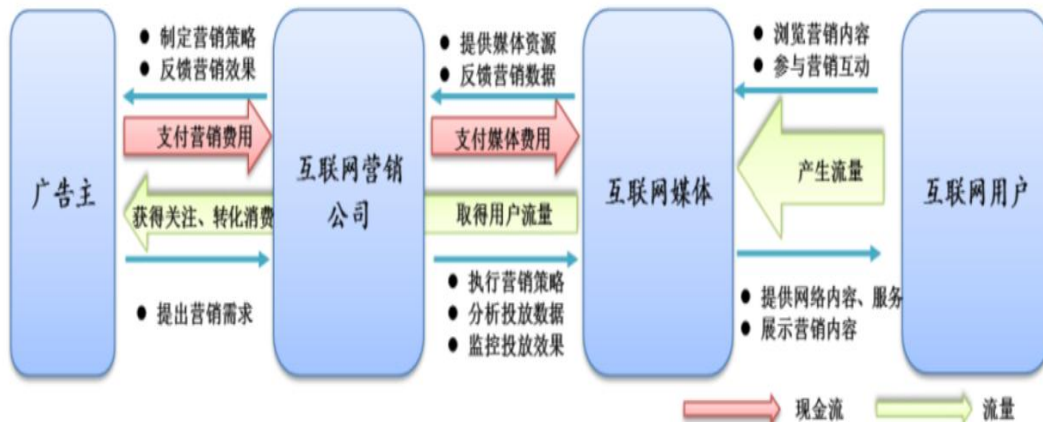 广告主
● 制定营销策略
● 反馈营销效果
支付营销费用
获得关注、转化消费
● 提出营销需求
互联网营销
公司
● 提供媒体资源
● 反馈营销数据
支付媒体费用
取得用户流量
● 执行营销策略
● 分析投放数据
● 监控投放效果
互联网媒体
● 浏览营销内容
● 参与营销互动
产生流量
● 提供网络内容、服务
● 展示营销内容
互联网用户
现金流
流量